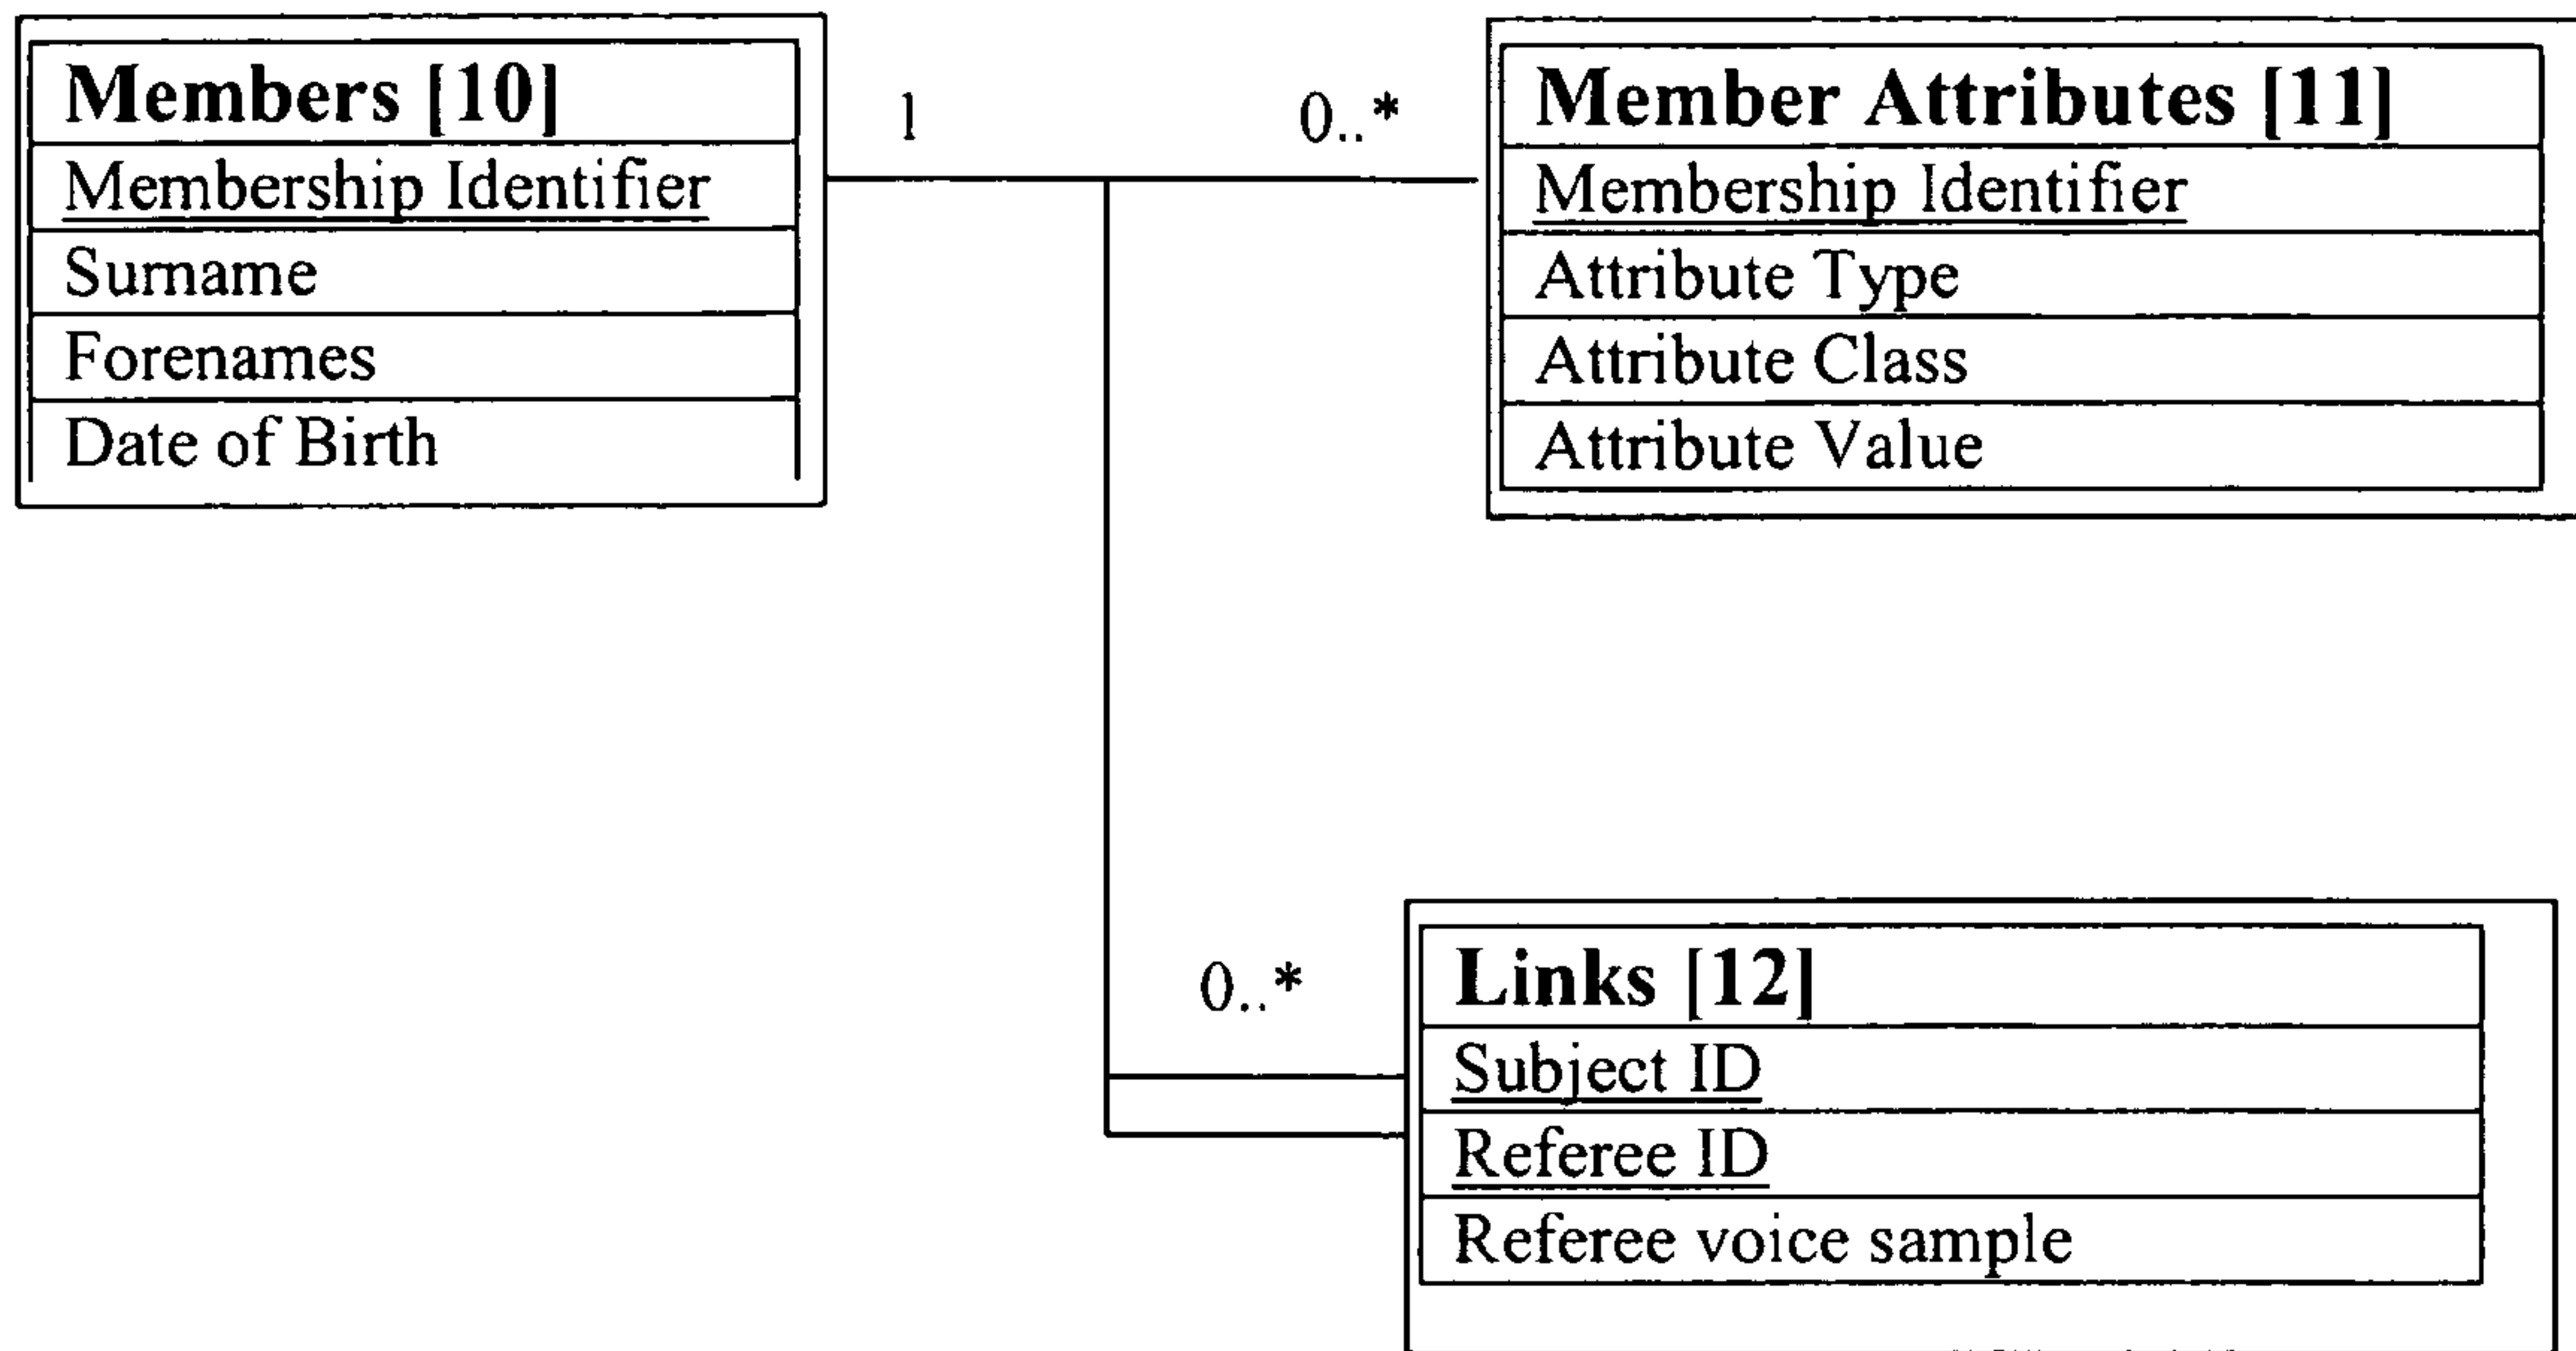 Members [10]
Membership Identifier
Surname
Forenames
Date of Birth
1
0..*
Member Attributes [11]
Membership Identifier
Attribute Type
Attribute Class
Attribute Value
0..*
Links [12]
Subject ID
Referee ID
Referee voice sample